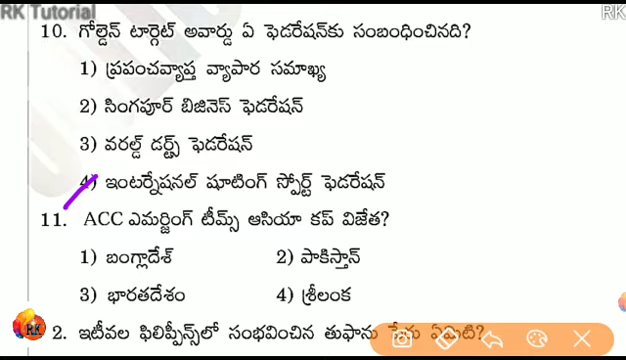 RK Tutorial
RK
10. గోల్డెన్ టార్గెట్ అవార్డు ఏ ఫెడరేషన్‌కు సంబంధించినది?
1) ప్రపంచవ్యాప్త వ్యాపార సమాఖ్య
2) సింగపూర్ బిజినెస్ ఫెడరేషన్
3) వరల్డ్ డర్ట్స్ ఫెడరేషన్
4) ఇంటర్నేషనల్ షూటింగ్ స్పోర్ట్ ఫెడరేషన్
11. ACC ఎమర్జింగ్ టీమ్స్ ఆసియా కప్ విజేత?
1) బంగ్లాదేశ్ 2) పాకిస్తాన్
3) భారతదేశం 4) శ్రీలంక
RK
2. ఇటీవల ఫిలిప్పీన్స్‌లో సంభవించిన తుఫాను పేరు ఏమిటి?